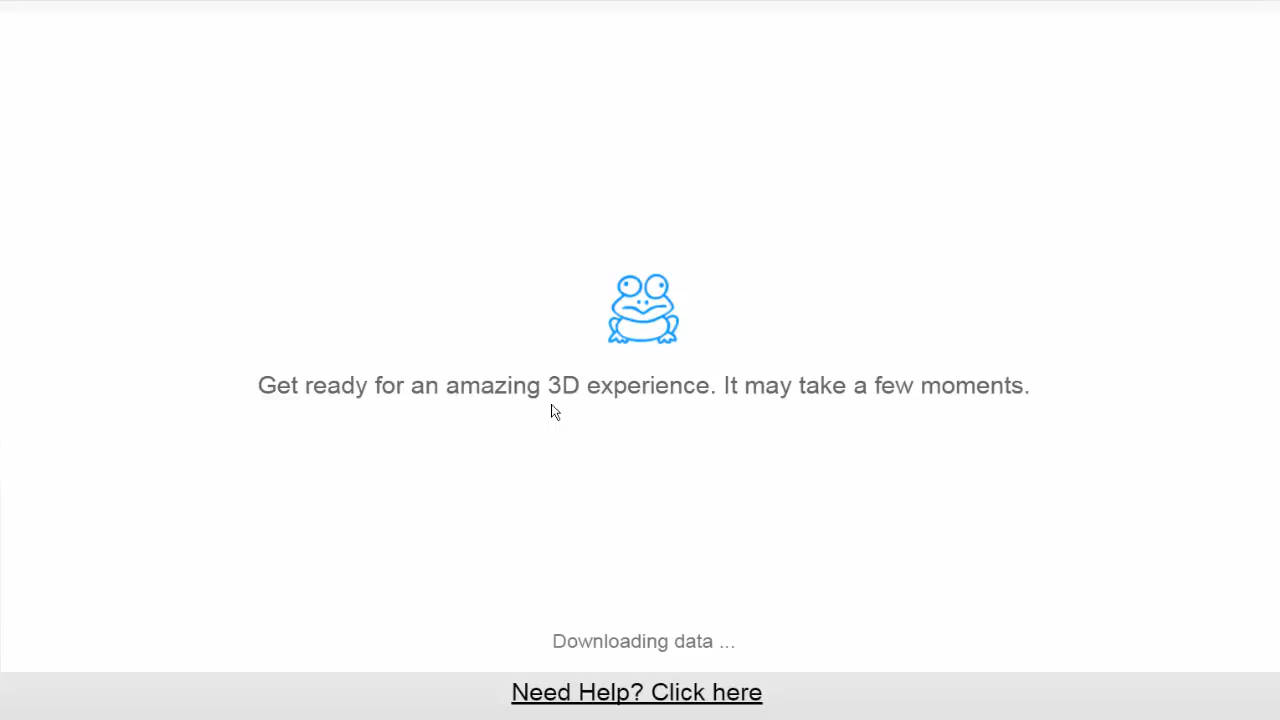 Get ready for an amazing 3D experience. It may take a few moments.
Downloading data ...
Need Help? Click here